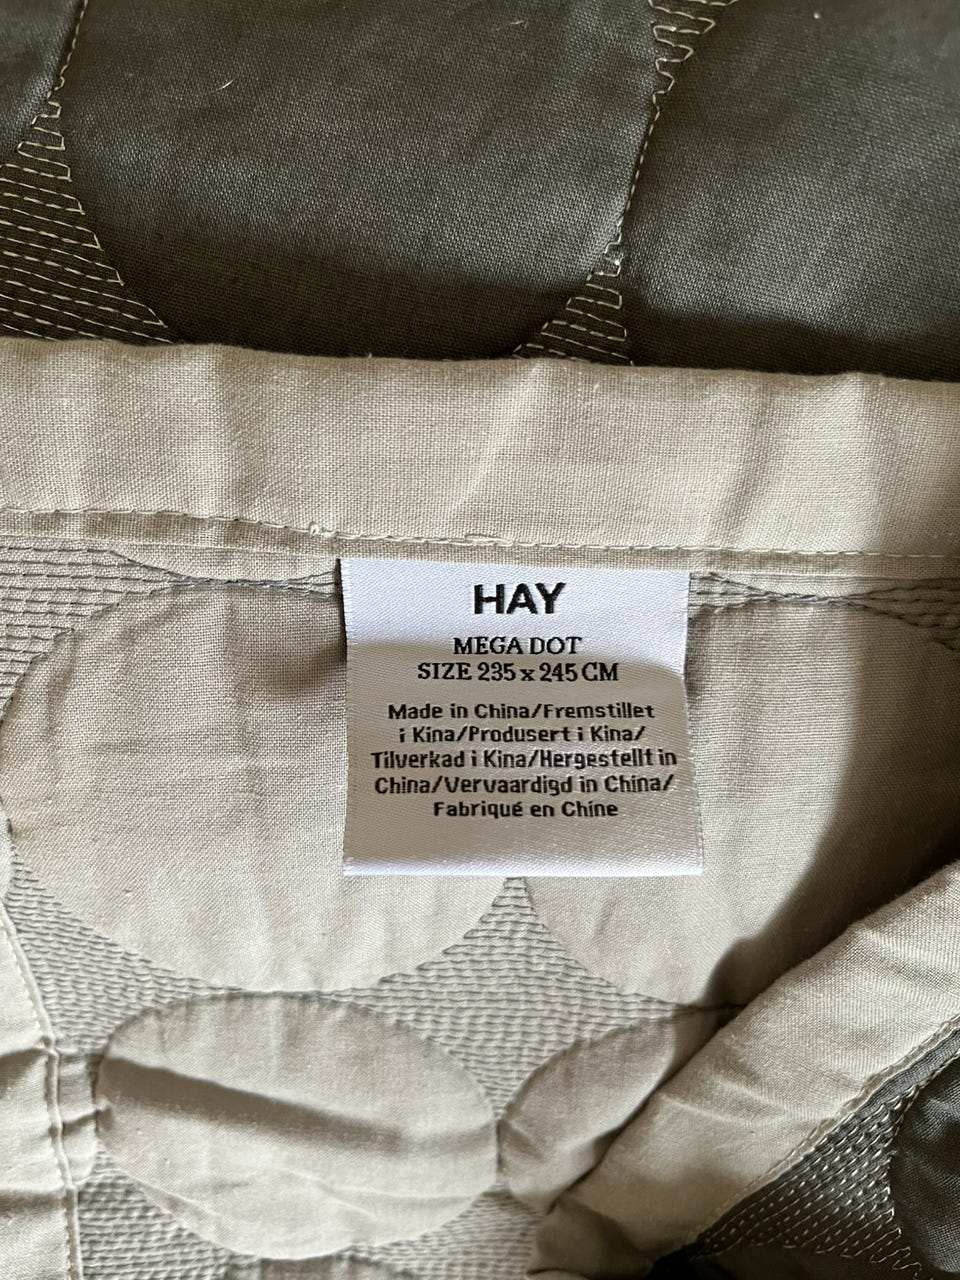 HAY
MEGA DOT
SIZE 235 x 245 CM
Made in China/Fremstillet
i Kina/Produsert i Kina/
Tilverkad i Kina/Hergestellt in
China/Vervaardigd in China/
Fabriqué en Chine